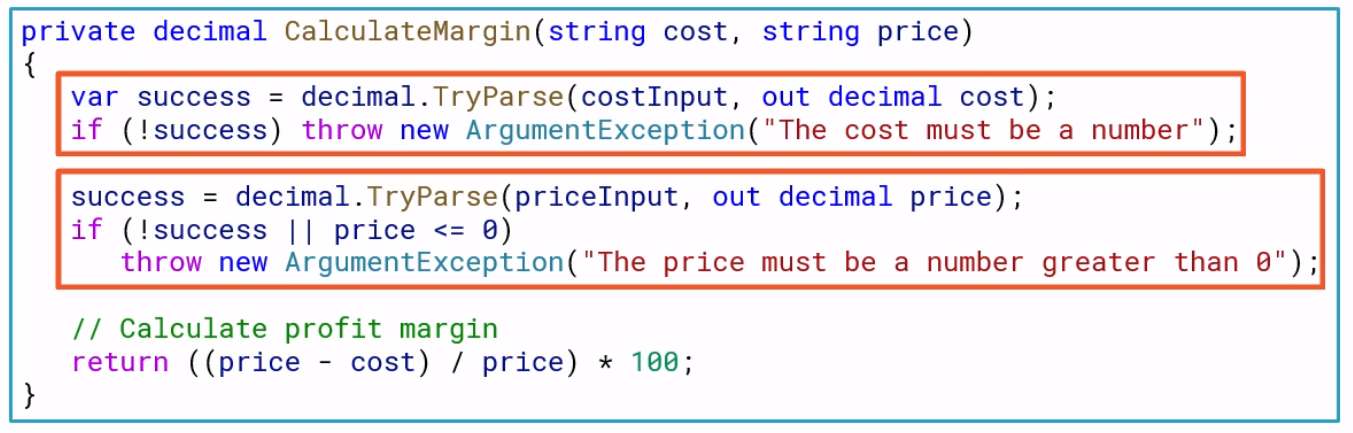 private decimal CalculateMargin(string cost, string price)
{
var success = decimal.TryParse(costInput, out decimal cost);
if (!success) throw new ArgumentException("The cost must be a number");
success = decimal.TryParse(priceInput, out decimal price);
if (!success || price <= 0)
throw new ArgumentException("The price must be a number greater than 0");
// Calculate profit margin
return ((price - cost) / price) * 100;
}